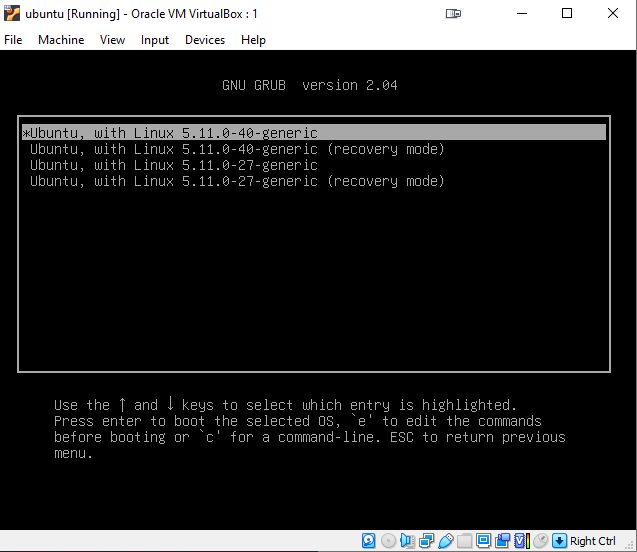 ubuntu [Running] - Oracle VM VirtualBox : 1
File Machine View Input Devices Help
GNU GRUB version 2.04
*Ubuntu, with Linux 5.11.0-40-generic
Ubuntu, with Linux 5.11.0-40-generic (recovery mode)
Ubuntu, with Linux 5.11.0-27-generic
Ubuntu, with Linux 5.11.0-27-generic (recovery mode)
Use the ↑ and ↓ keys to select which entry is highlighted.
Press enter to boot the selected OS, `e' to edit the commands
before booting or `c' for a command-line. ESC to return previous
menu.
Right Ctrl